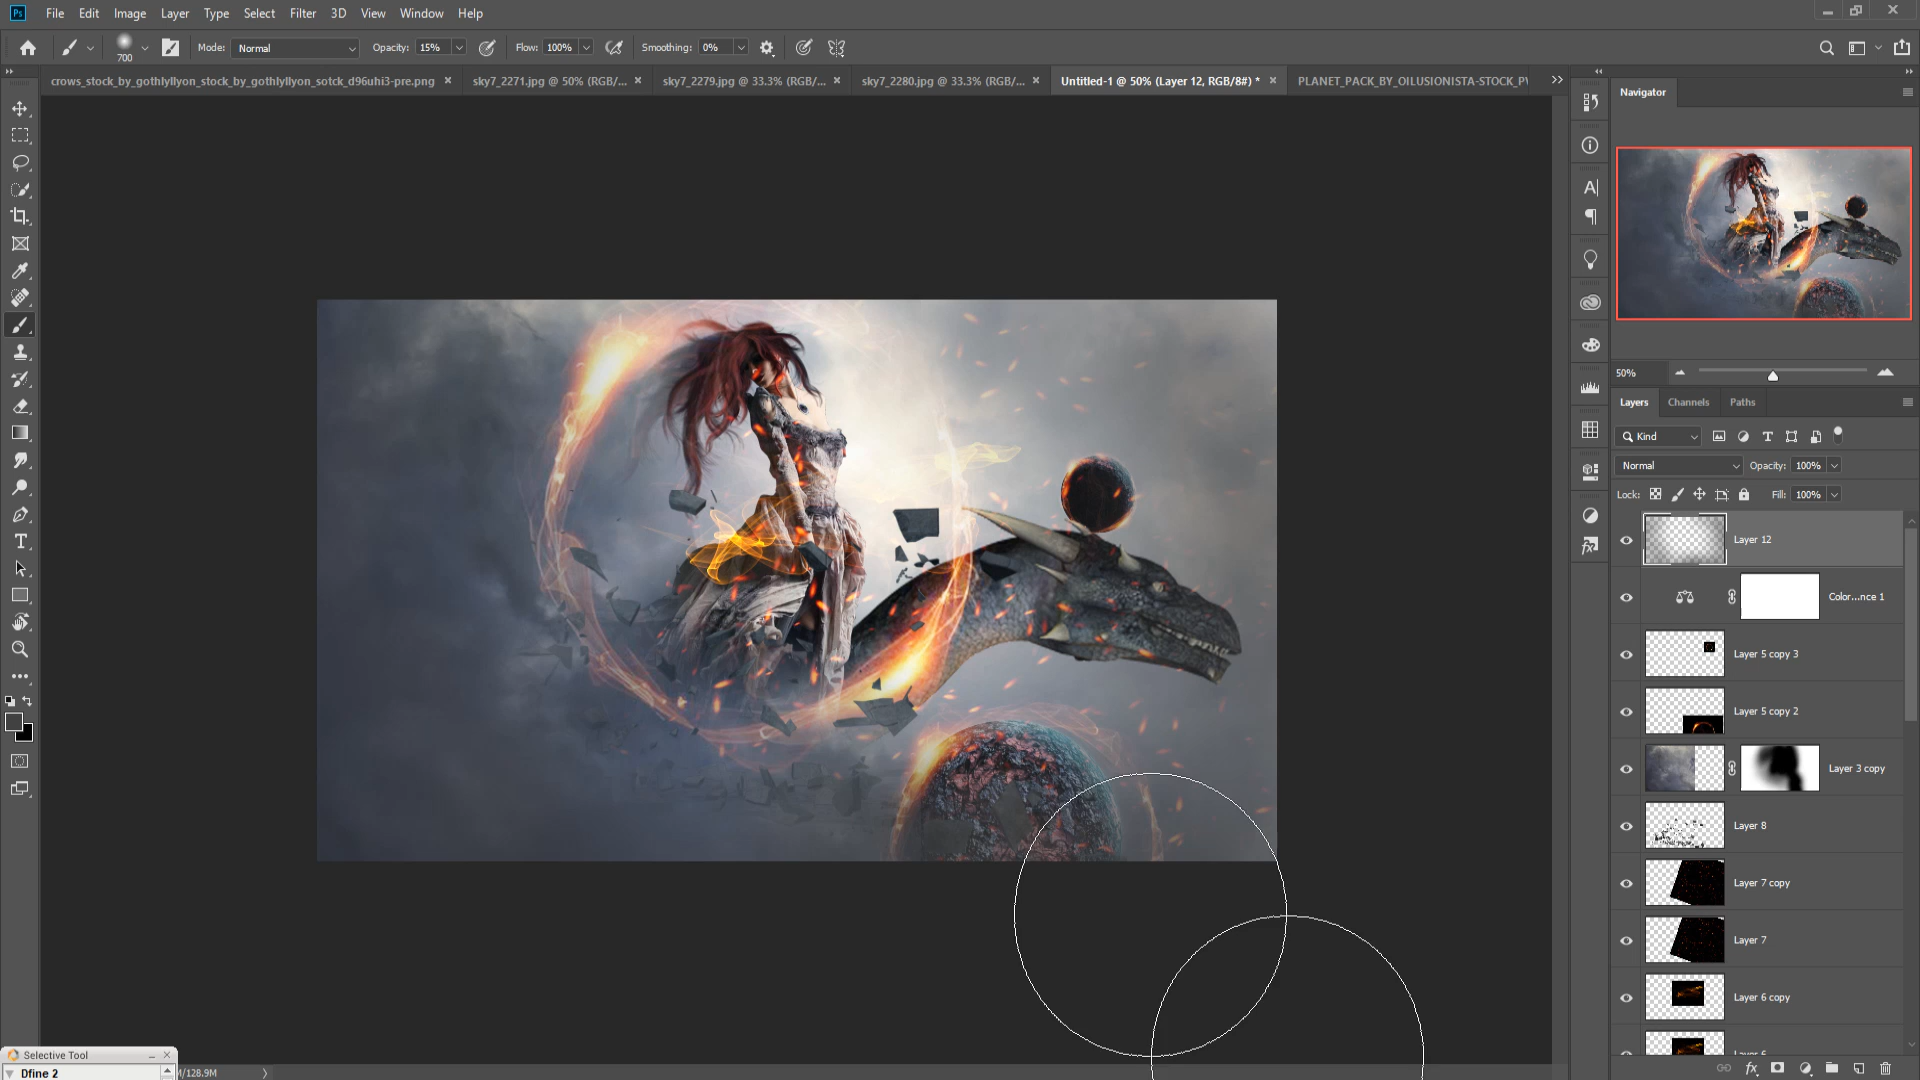 Ps File Edit Image Layer Type Select Filter 3D View Window Help
700 Mode: Normal Opacity: 15% Flow: 100% Smoothing: 0%
crows_stock_by_gothlyllyon_stock_by_gothlyllyon_sotck_d96uhi3-pre.png × sky7_2271.jpg @ 50% (RGB/... × sky7_2279.jpg @ 33.3% (RGB/... × sky7_2280.jpg @ 33.3% (RGB/... × Untitled-1 @ 50% (Layer 12, RGB/8#) * × PLANET_PACK_BY_OILUSIONISTA-STOCK_
Navigator
50%
Layers Channels Paths
Kind
Normal Opacity: 100%
Lock: Fill: 100%
Layer 12
Color...nce 1
Layer 5 copy 3
Layer 5 copy 2
Layer 3 copy
Layer 8
Layer 7 copy
Layer 7
Layer 6 copy
Selective Tool
Dfine 2
/128.9M